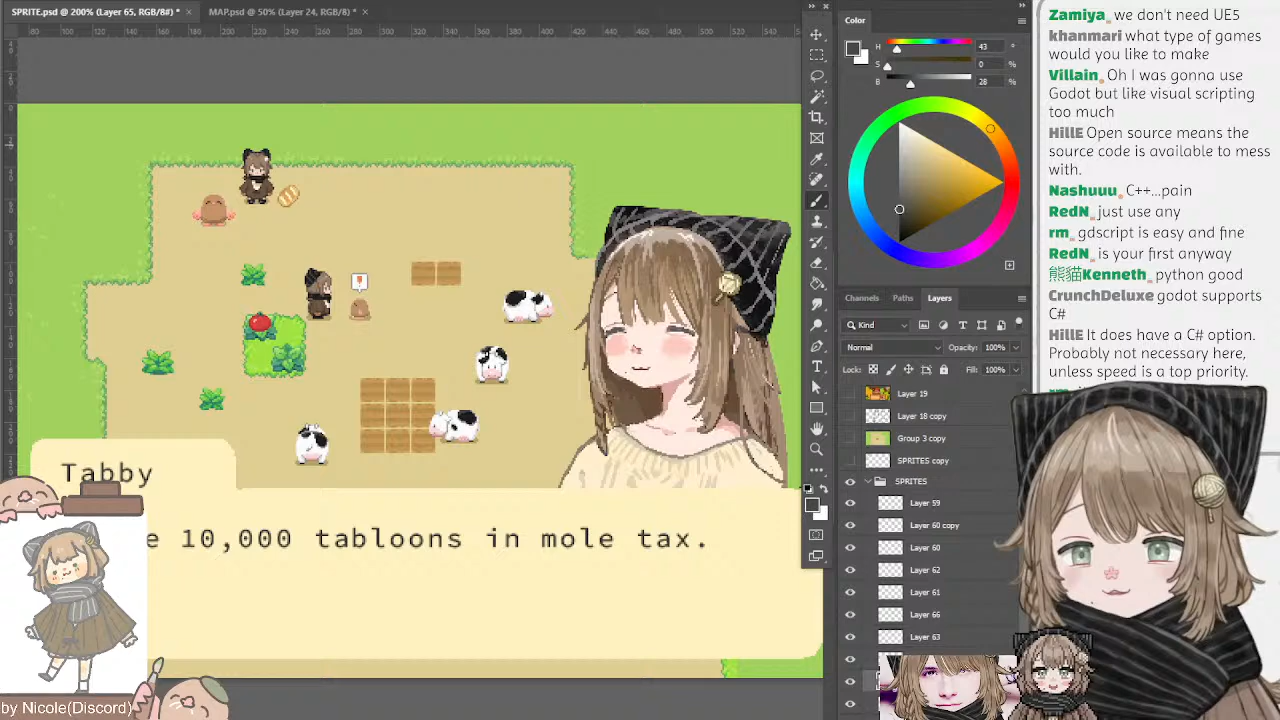 SPRITE.psd @ 200% (Layer 65, RGB/8#) *
MAP.psd @ 50% (Layer 24, RGB/8) *
Color
H 43 °
S 0 %
B 28 %
Channels Paths Layers
Kind
Normal Opacity: 100%
Lock: Fill: 100%
Layer 19
Layer 18 copy
Group 3 copy
SPRITES copy
SPRITES
Layer 59
Layer 60 copy
Layer 60
Layer 62
Layer 61
Layer 66
Layer 63
Tabby
e 10,000 tabloons in mole tax.
by Nicole(Discord)
Zamiya we don't need UE5
khanmari what type of games
would you like to make
Villain Oh I was gonna use
Godot but like visual scripting
too much
HillE Open source means the
source code is available to mess
with.
Nashuuu C++...pain
RedN just use any
rm gdscript is easy and fine
RedN is your first anyway
熊貓Kenneth python good
CrunchDeluxe godot supports
C#
HillE It does have a C# option.
Probably not neceary here,
unless speed is a top priority.